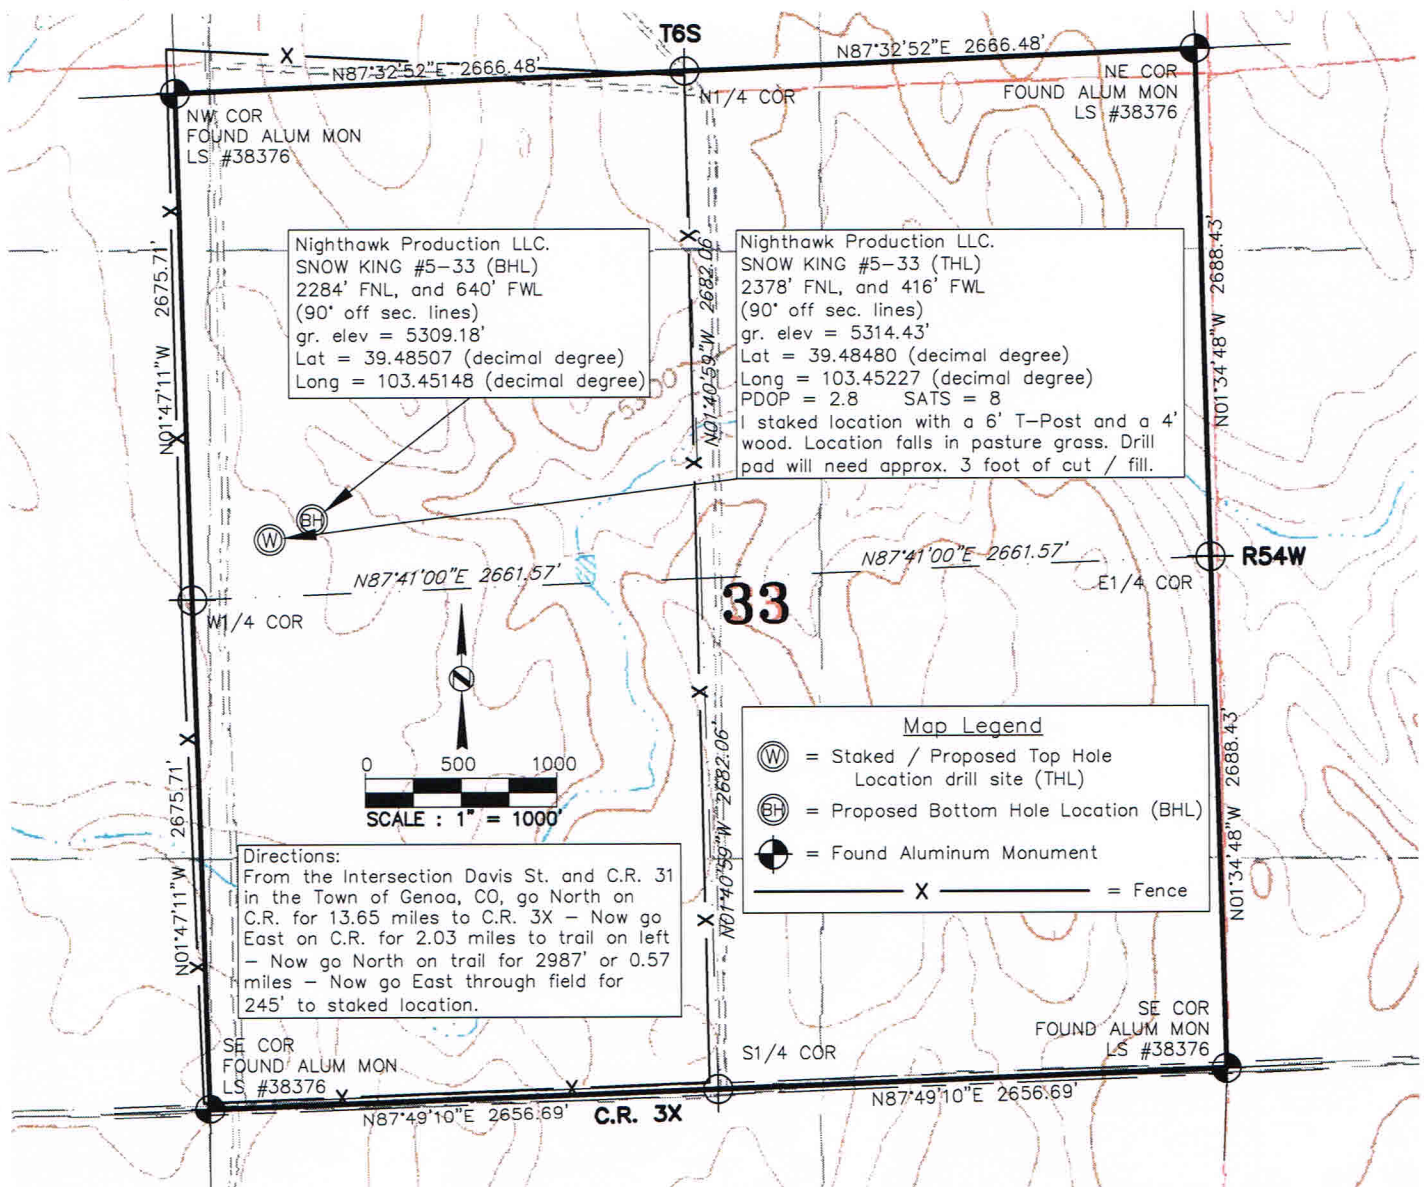 T6S
N87°32'52"E 2666.48'
N87°32'52"E 2666.48'
NW COR
FOUND ALUM MON
LS #38376
N1/4 COR
NE COR
FOUND ALUM MON
LS #38376
N01°47'11"W 2675.71'
Nighthawk Production LLC.
SNOW KING #5-33 (BHL)
2284' FNL, and 640' FWL
(90° off sec. lines)
gr. elev = 5309.18'
Lat = 39.48507 (decimal degree)
Long = 103.45148 (decimal degree)
N01°40'59"W 2682.06'
Nighthawk Production LLC.
SNOW KING #5-33 (THL)
2378' FNL, and 416' FWL
(90° off sec. lines)
gr. elev = 5314.43'
Lat = 39.48480 (decimal degree)
Long = 103.45227 (decimal degree)
PDOP = 2.8 SATS = 8
I staked location with a 6' T-Post and a 4'
wood. Location falls in pasture grass. Drill
pad will need approx. 3 foot of cut / fill.
N01°34'48"W 2688.43'
BH
W
N87°41'00"E 2661.57'
N87°41'00"E 2661.57'
R54W
W1/4 COR
33
E1/4 COR
N
0 500 1000
SCALE : 1" = 1000'
N01°47'11"W 2675.71'
N01°40'59"W 2682.06'
N01°34'48"W 2688.43'
Map Legend
W = Staked / Proposed Top Hole
Location drill site (THL)
BH = Proposed Bottom Hole Location (BHL)
= Found Aluminum Monument
X = Fence
Directions:
From the Intersection Davis St. and C.R. 31
in the Town of Genoa, CO, go North on
C.R. for 13.65 miles to C.R. 3X - Now go
East on C.R. for 2.03 miles to trail on left
- Now go North on trail for 2987' or 0.57
miles - Now go East through field for
245' to staked location.
SE COR
FOUND ALUM MON
LS #38376
S1/4 COR
SE COR
FOUND ALUM MON
LS #38376
N87°49'10"E 2656.69'
C.R. 3X
N87°49'10"E 2656.69'